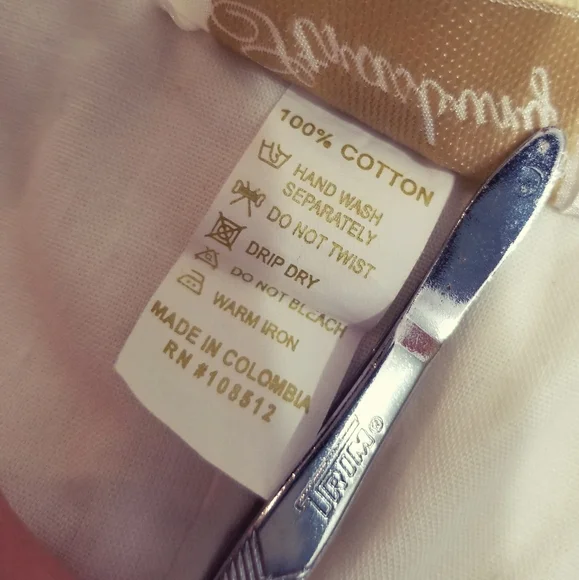 100% COTTON
HAND WASH
SEPARATELY
DO NOT TWIST
DRIP DRY
DO NOT BLEACH
WARM IRON
MADE IN COLOMBIA
RN #108512
TRIM®